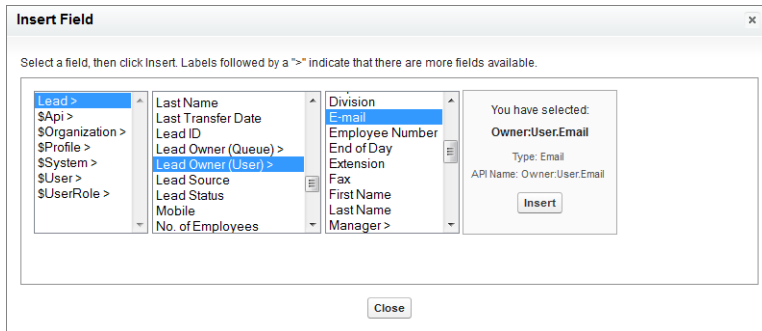 Insert Field
Select a field, then click Insert. Labels followed by a ">" indicate that there are more fields available.
Lead >
$Api >
$Organization >
$Profile >
$System >
$User >
$UserRole >
Last Name
Last Transfer Date
Lead ID
Lead Owner (Queue) >
Lead Owner (User) >
Lead Source
Lead Status
Mobile
No. of Employees
Division
E-mail
Employee Number
End of Day
Extension
Fax
First Name
Last Name
Manager >
You have selected:
Owner:User.Email
Type: Email
API Name: Owner:User.Email
Insert
Close